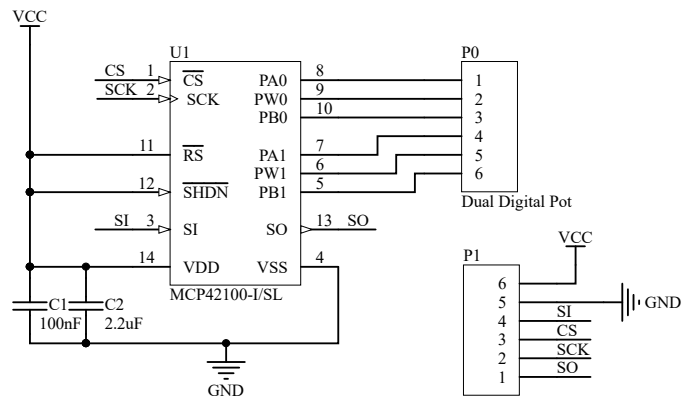 VCC
U1
P0
CS 1 CS PA0 8 1
SCK 2 SCK PW0 9 2
PB0 10 3
11 RS PA1 7 4
PW1 6 5
12 SHDN PB1 5 6
Dual Digital Pot
SI 3 SI SO 13 SO
14 VDD VSS 4
MCP42100-I/SL
C1 C2
100nF 2.2uF
GND
VCC
P1
6
5 GND
4 SI
3 CS
2 SCK
1 SO